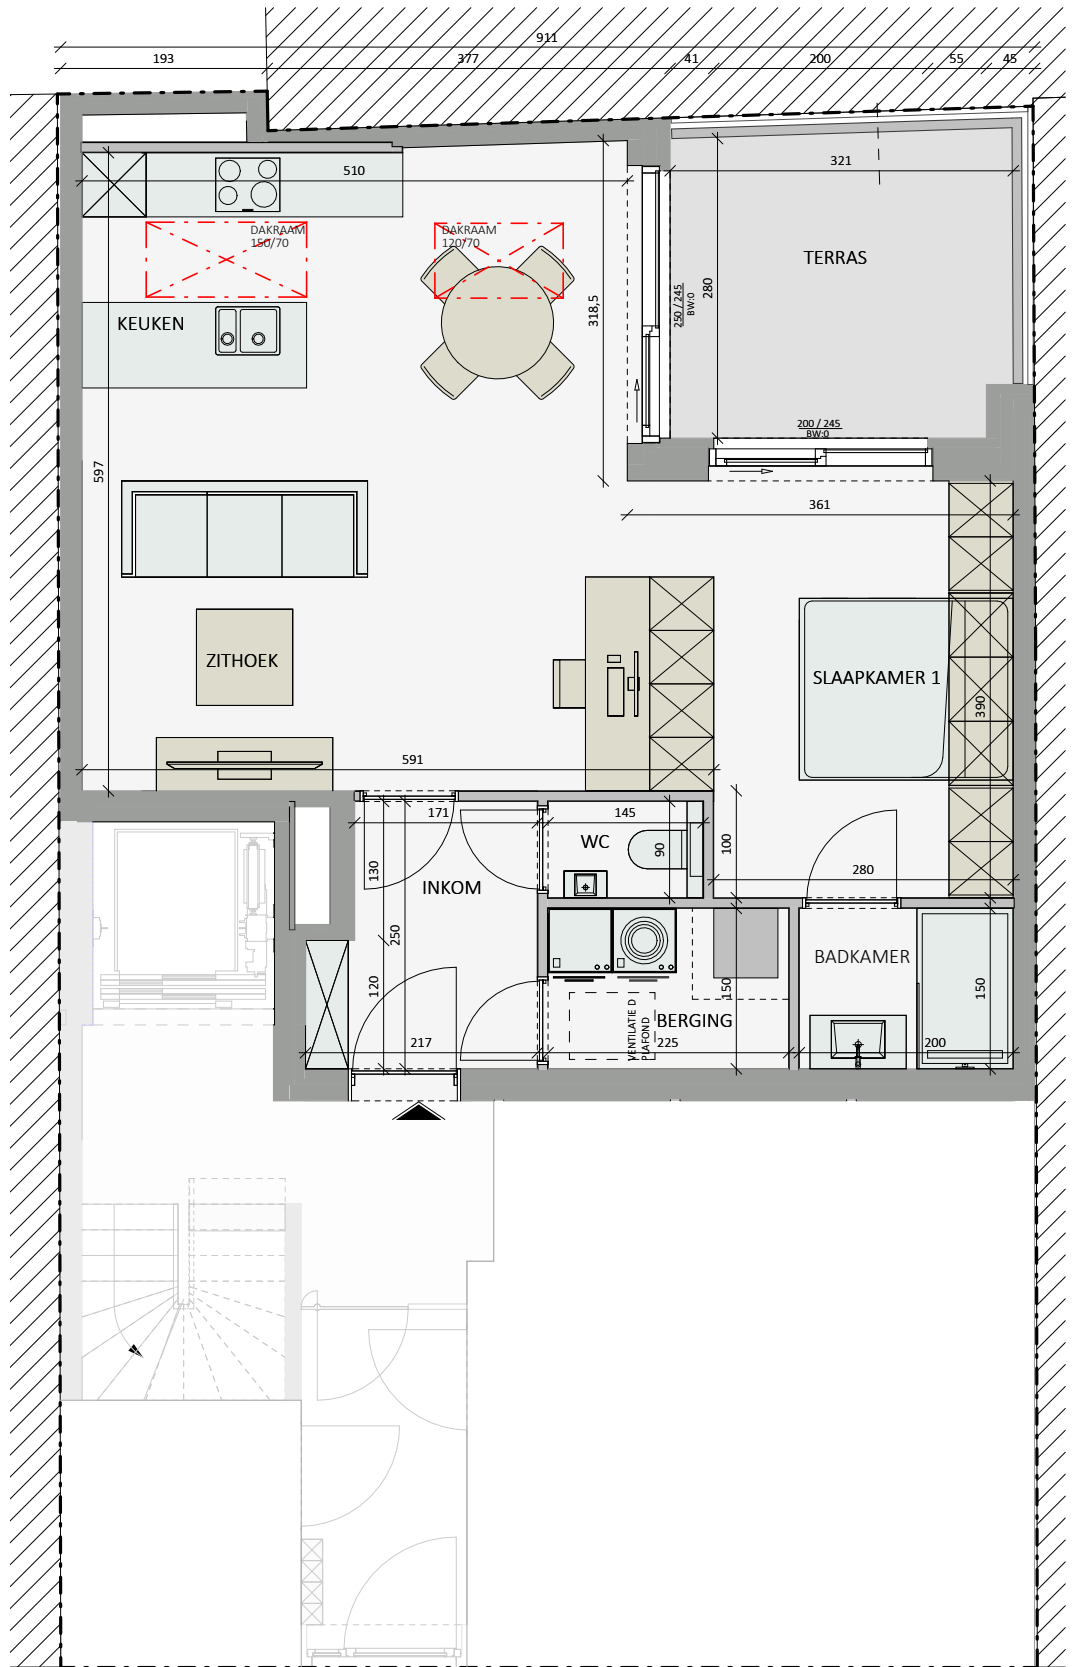 911
193
377
41
200
55
45
510
321
DAKRAAM
150/70
DAKRAAM
120/70
TERRAS
280
250 / 245
BW:0
318,5
KEUKEN
200 / 245
BW:0
597
361
ZITHOEK
SLAAPKAMER 1
390
591
171
145
WC
90
100
130
INKOM
280
250
120
150
BADKAMER
150
BERGING
VENTILATIE D
PLAFOND
217
225
200